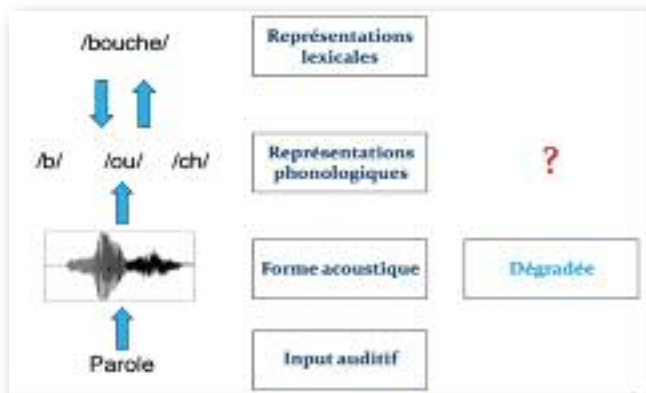 /bouche/
Représentations
lexicales
/b/ /ou/ /ch/
Représentations
phonologiques
?
Forme acoustique
Dégradée
Parole
Input auditif